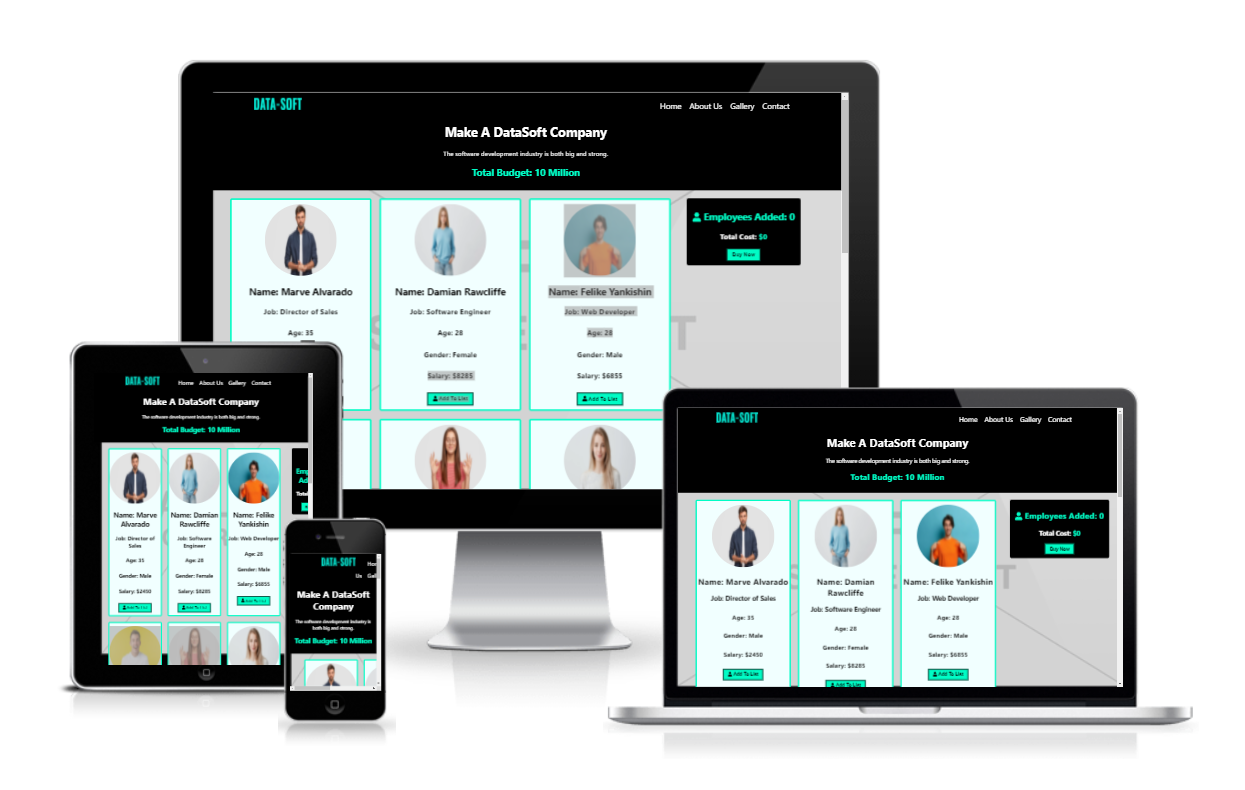 DATA-SOFT
Home About Us Gallery Contact
Make A DataSoft Company
The software development industry is both big and strong.
Total Budget: 10 Million
Name: Marve Alvarado
Job: Director of Sales
Age: 35
Name: Damian Rawcliffe
Job: Software Engineer
Age: 28
Gender: Female
Salary: $8285
Add To List
Name: Felike Yankishin
Job: Web Developer
Age: 28
Gender: Male
Salary: $6855
Add To List
Employees Added: 0
Total Cost: $0
Buy Now
DATA-SOFT
Home About Us Gallery Contact
Make A DataSoft Company
The software development industry is both big and strong.
Total Budget: 10 Million
Name: Marve
Alvarado
Job: Director of
Sales
Age: 35
Gender: Male
Salary: $2450
Add To List
Name: Damian
Rawcliffe
Job: Software
Engineer
Age: 28
Gender: Female
Salary: $8285
Add To List
Name: Felike
Yankishin
Job: Web Developer
Age: 28
Gender: Male
Salary: $6855
Add To List
DATA-SOFT
Us
Make A DataSoft
Company
The software development industry is
both big and strong.
Total Budget: 10 Million
DATA-SOFT
Home About Us Gallery Contact
Make A DataSoft Company
The software development industry is both big and strong.
Total Budget: 10 Million
Name: Marve Alvarado
Job: Director of Sales
Age: 35
Gender: Male
Salary: $2450
Add To List
Name: Damian
Rawcliffe
Job: Software Engineer
Age: 28
Gender: Female
Salary: $8285
Add To List
Name: Felike Yankishin
Job: Web Developer
Age: 28
Gender: Male
Salary: $6855
Add To List
Employees Added: 0
Total Cost: $0
Buy Now